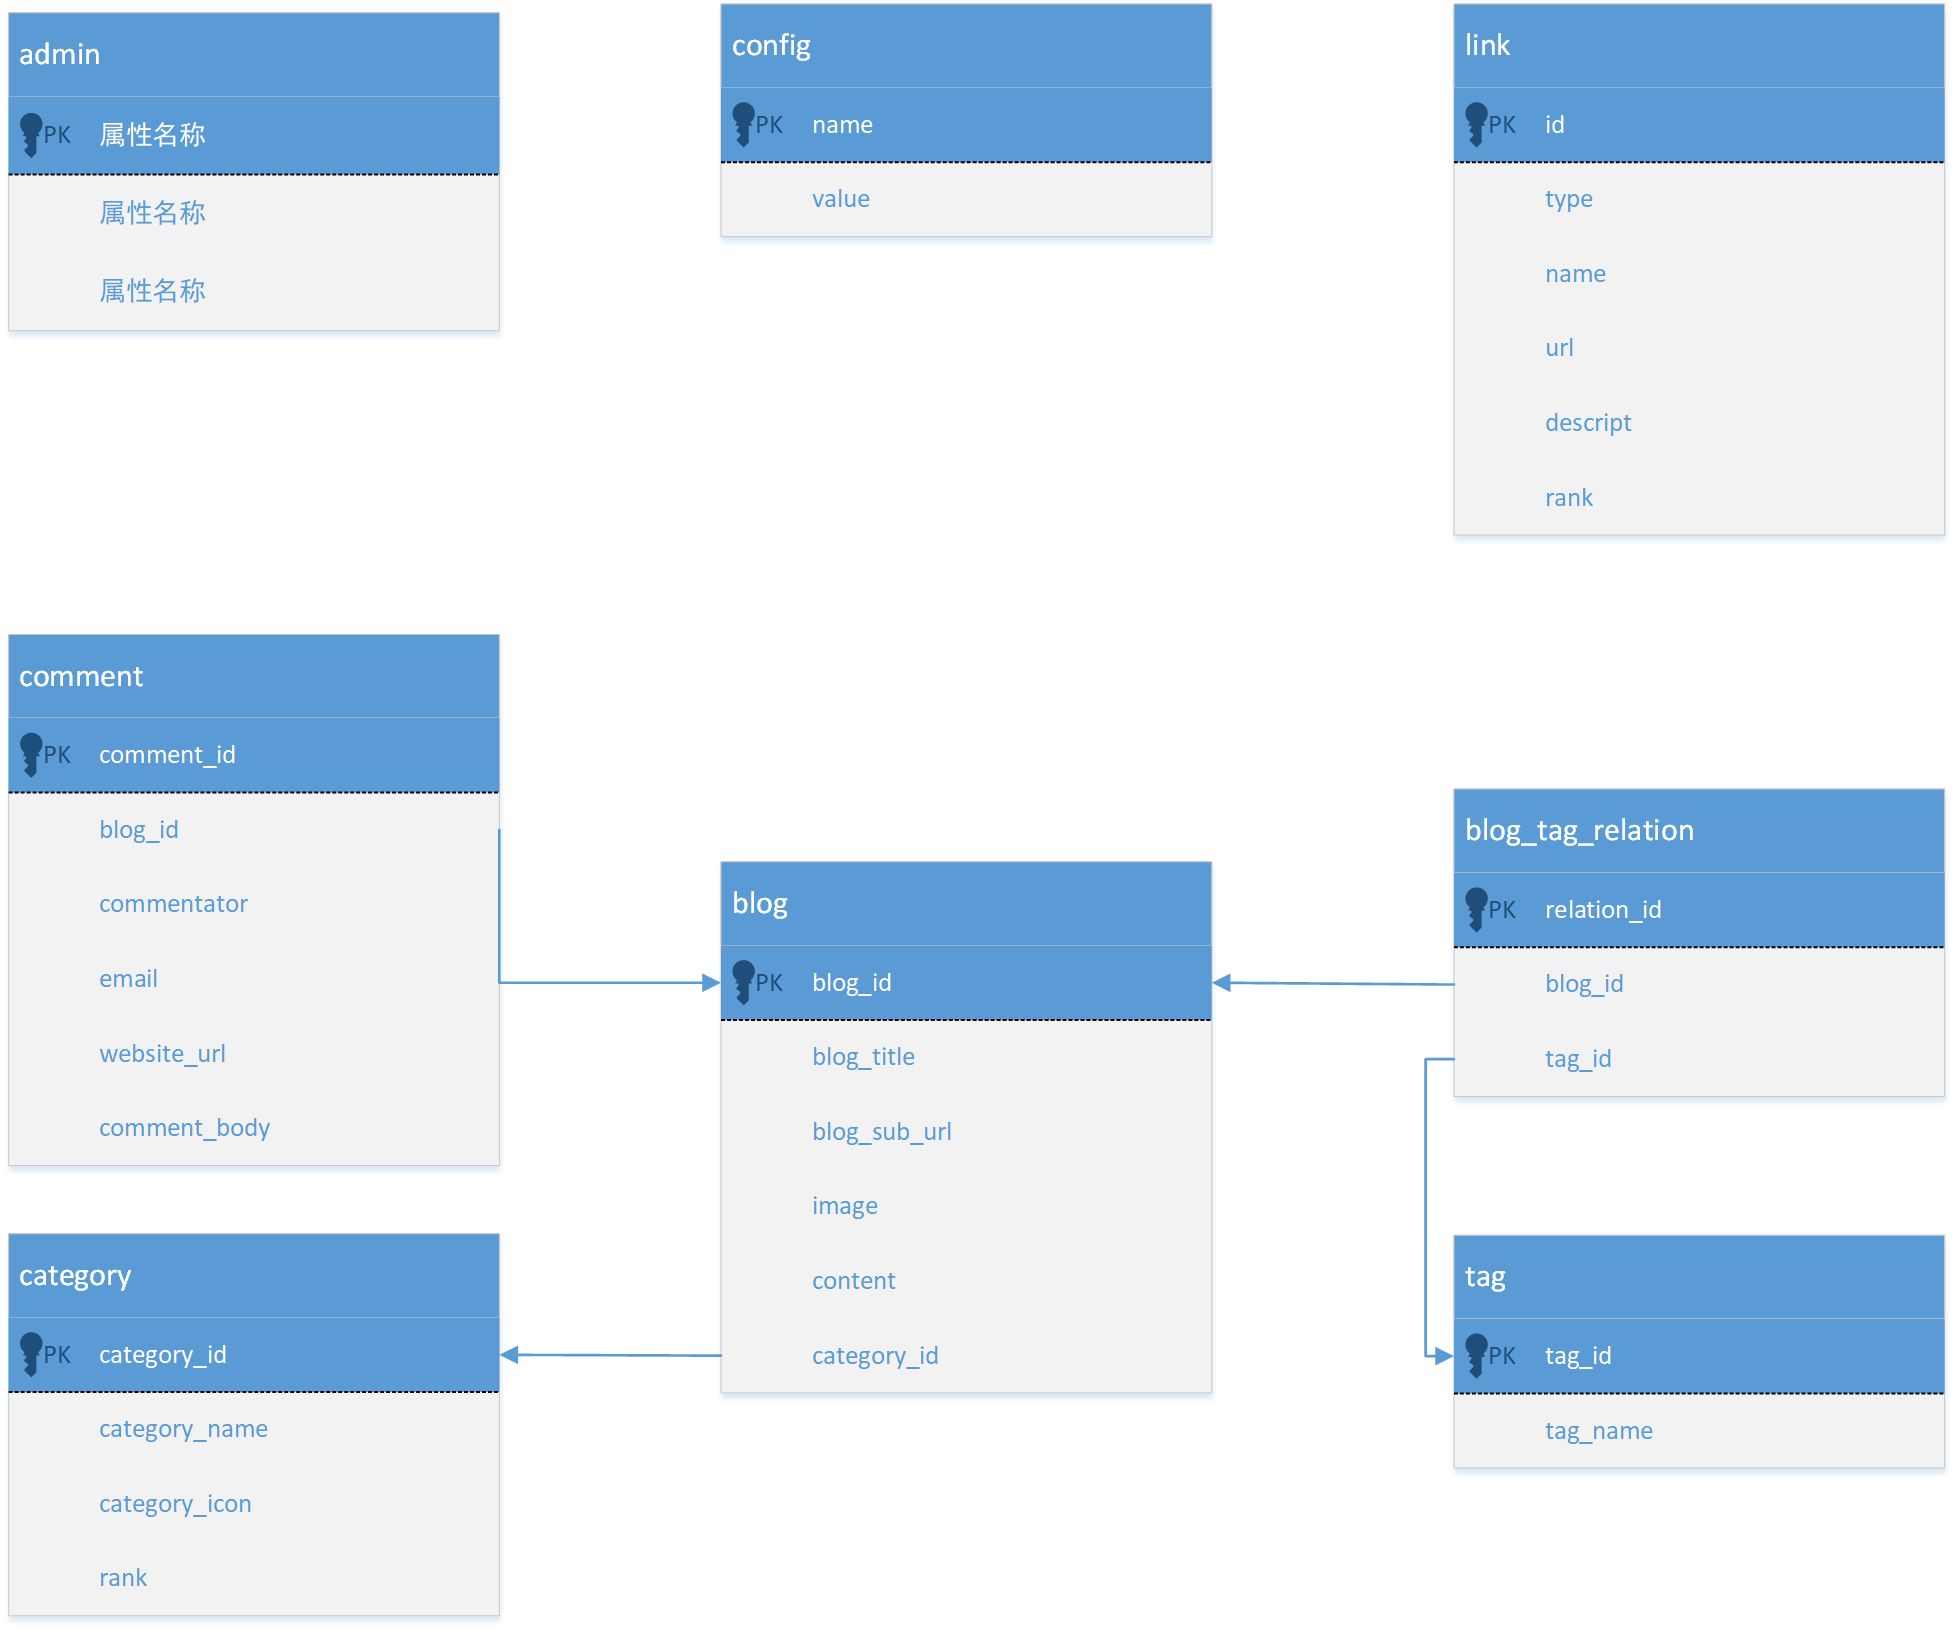 admin
PK 属性名称
属性名称
属性名称
config
PK name
value
link
PK id
type
name
url
descript
rank
comment
PK comment_id
blog_id
commentator
email
website_url
comment_body
blog
PK blog_id
blog_title
blog_sub_url
image
content
category_id
blog_tag_relation
PK relation_id
blog_id
tag_id
category
PK category_id
category_name
category_icon
rank
tag
PK tag_id
tag_name